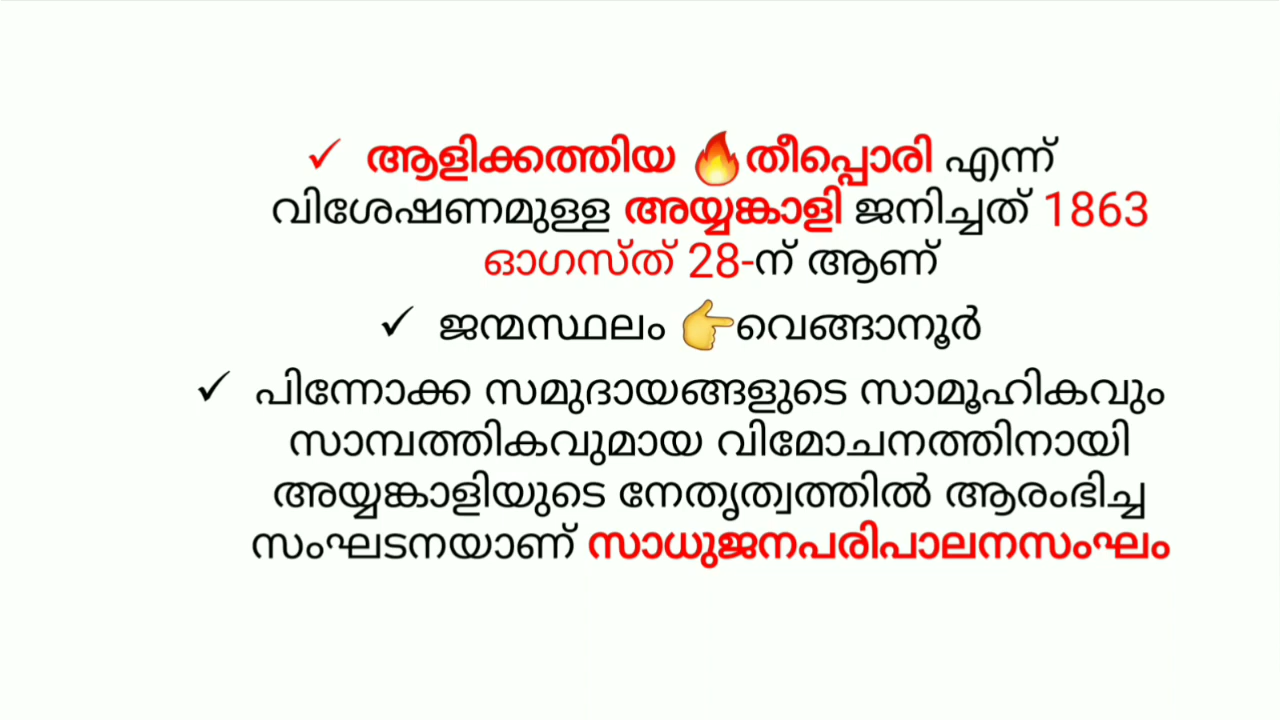 ✓ ആളിക്കത്തിയ 🔥തീപ്പൊരി എന്ന്
വിശേഷണമുള്ള അയ്യങ്കാളി ജനിച്ചത് 1863
ഓഗസ്ത് 28-ന് ആണ്
✓ ജന്മസ്ഥലം 👉വെങ്ങാനൂർ
✓ പിന്നോക്ക സമുദായങ്ങളുടെ സാമൂഹികവും
സാമ്പത്തികവുമായ വിമോചനത്തിനായി
അയ്യങ്കാളിയുടെ നേതൃത്വത്തിൽ ആരംഭിച്ച
സംഘടനയാണ് സാധുജനപരിപാലനസംഘം